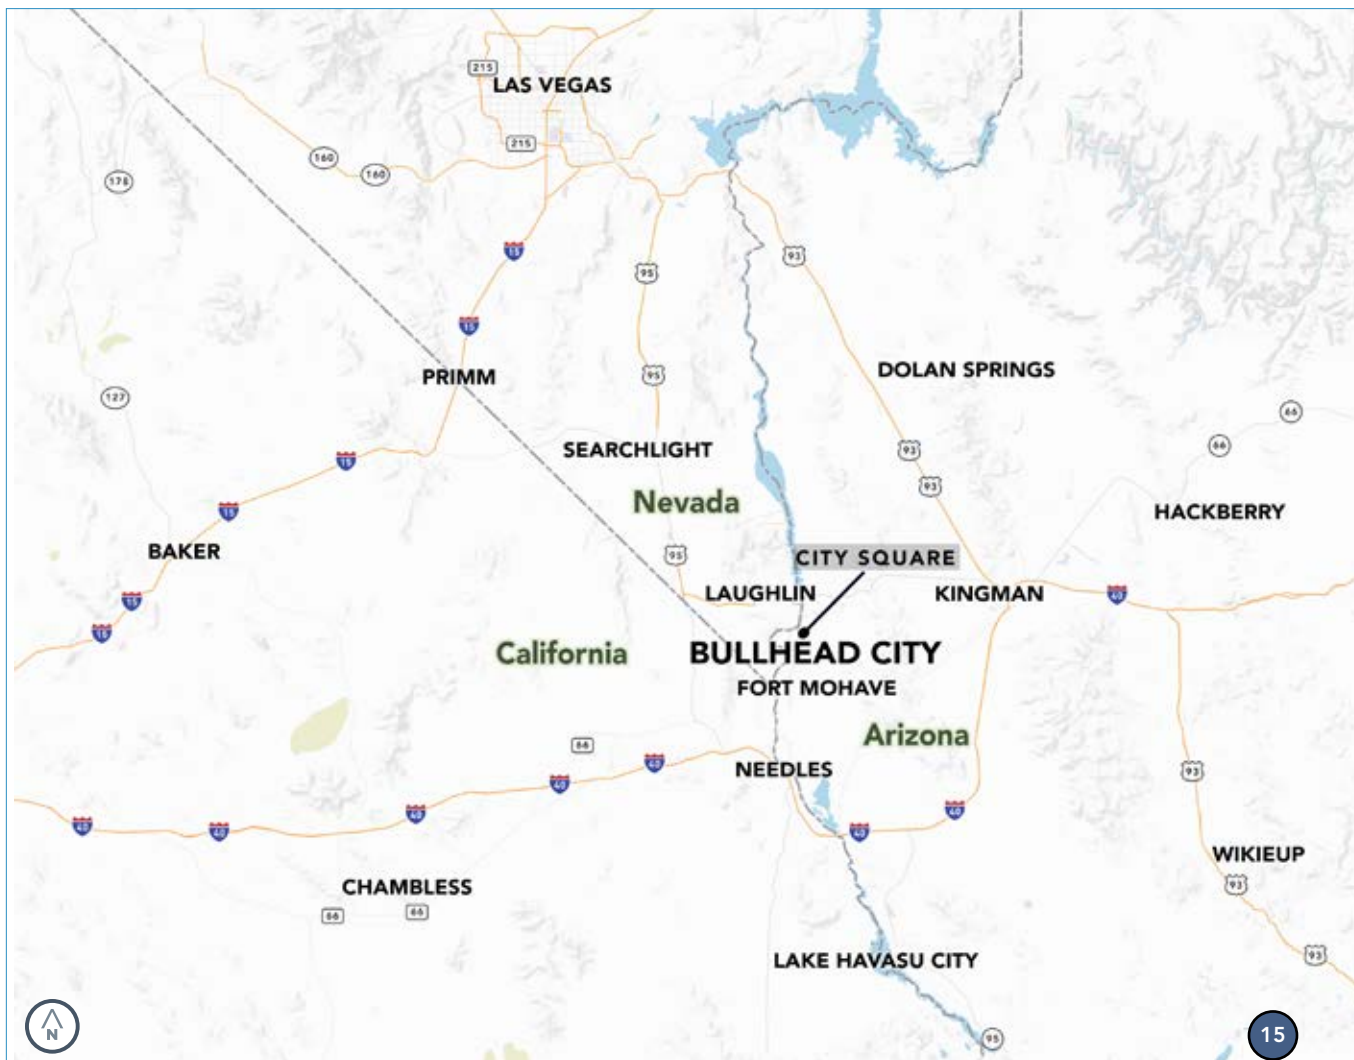 215
LAS VEGAS
215
160
160
178
15
95
93
15
DOLAN SPRINGS
PRIMM
95
127
66
66
93
SEARCHLIGHT
15
93
Nevada
15
HACKBERRY
BAKER
95
CITY SQUARE
LAUGHLIN
KINGMAN
40
15
15
California
BULLHEAD CITY
FORT MOHAVE
Arizona
66
40
NEEDLES
93
40
40
40
40
40
40
WIKIEUP
CHAMBLESS
93
66
66
LAKE HAVASU CITY
93
N
95
15